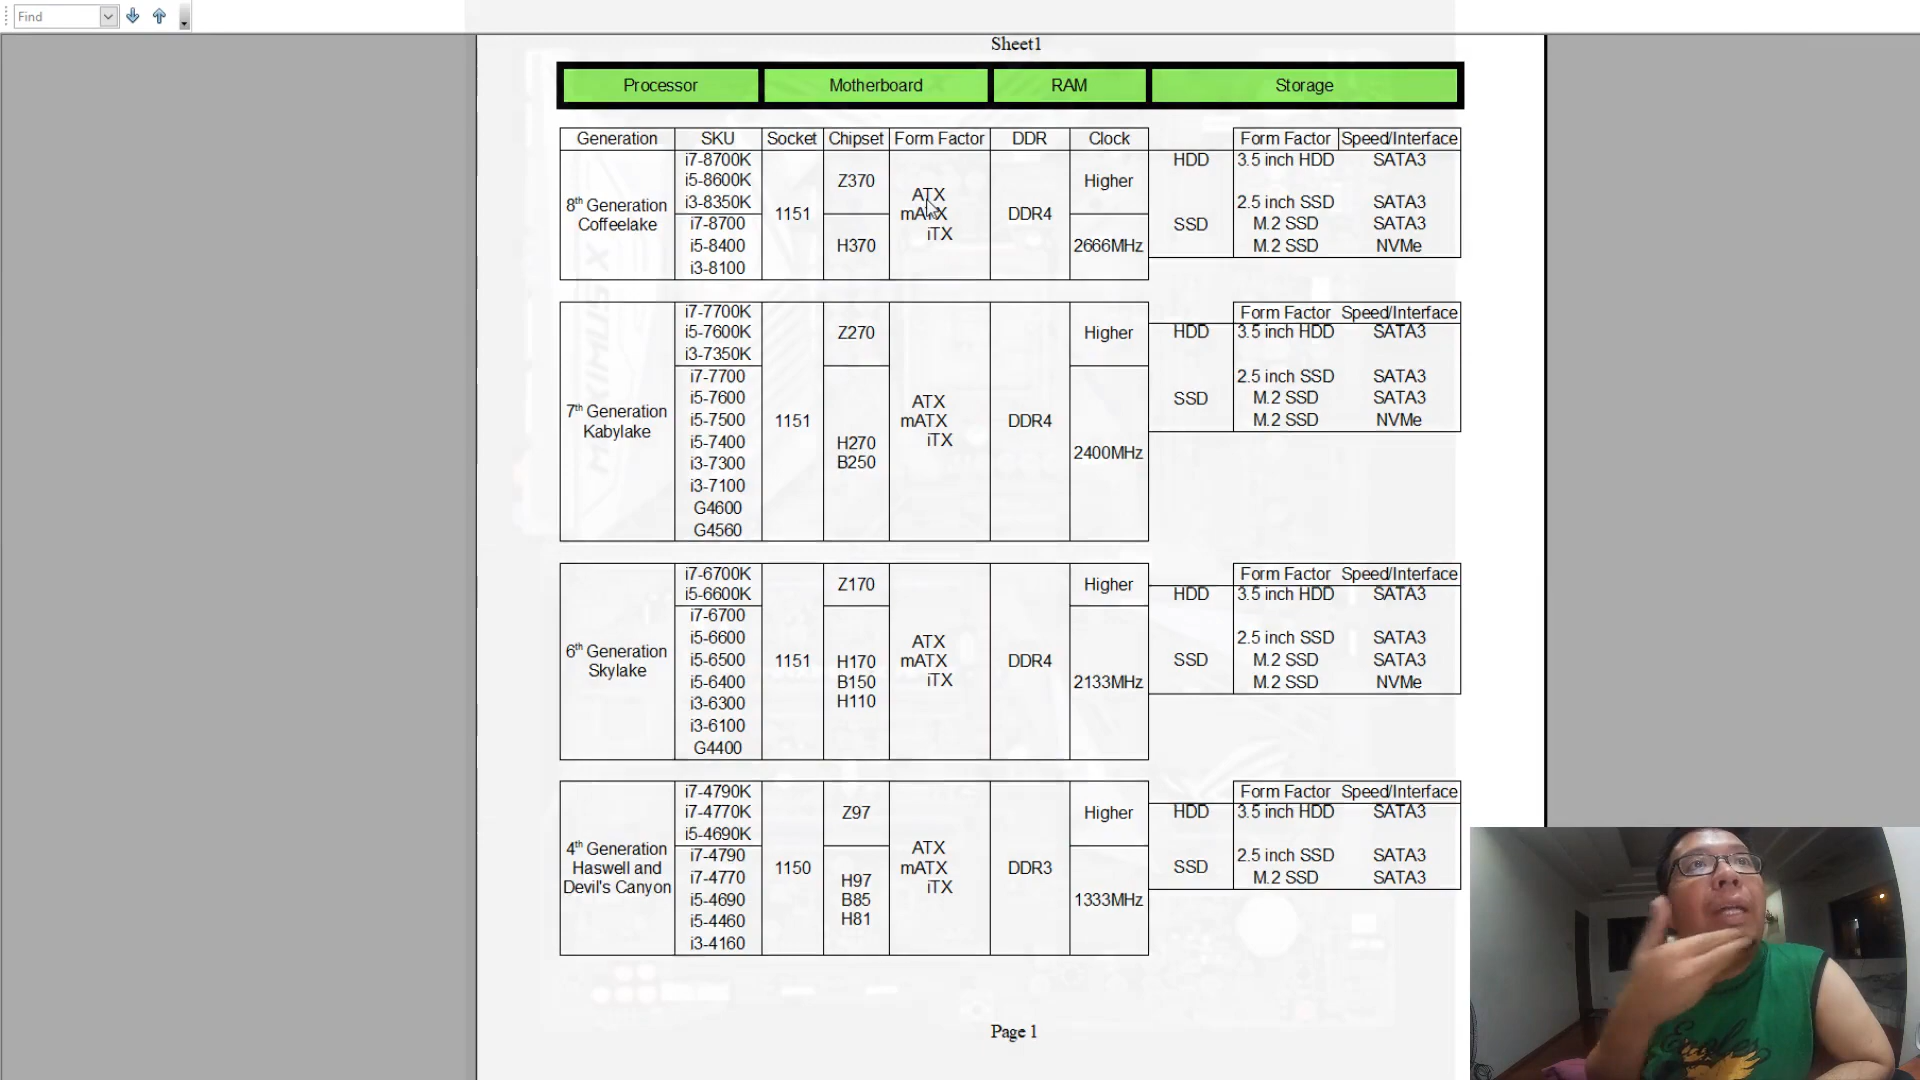 Find
Sheet1
Processor Motherboard RAM Storage
Generation SKU Socket Chipset Form Factor DDR Clock Form Factor Speed/Interface
8th Generation
Coffeelake
i7-8700K
i5-8600K
i3-8350K
i7-8700
i5-8400
i3-8100
1151
Z370
H370
ATX
mATX
iTX
DDR4
Higher
2666MHz
HDD 3.5 inch HDD SATA3
SSD
2.5 inch SSD SATA3
M.2 SSD SATA3
M.2 SSD NVMe
7th Generation
Kabylake
i7-7700K
i5-7600K
i3-7350K
i7-7700
i5-7600
i5-7500
i5-7400
i3-7300
i3-7100
G4600
G4560
1151
Z270
H270
B250
ATX
mATX
iTX
DDR4
Higher
2400MHz
Form Factor Speed/Interface
HDD 3.5 inch HDD SATA3
SSD
2.5 inch SSD SATA3
M.2 SSD SATA3
M.2 SSD NVMe
6th Generation
Skylake
i7-6700K
i5-6600K
i7-6700
i5-6600
i5-6500
i5-6400
i3-6300
i3-6100
G4400
1151
Z170
H170
B150
H110
ATX
mATX
iTX
DDR4
Higher
2133MHz
Form Factor Speed/Interface
HDD 3.5 inch HDD SATA3
SSD
2.5 inch SSD SATA3
M.2 SSD SATA3
M.2 SSD NVMe
4th Generation
Haswell and
Devil's Canyon
i7-4790K
i7-4770K
i5-4690K
i7-4790
i7-4770
i5-4690
i5-4460
i3-4160
1150
Z97
H97
B85
H81
ATX
mATX
iTX
DDR3
Higher
1333MHz
Form Factor Speed/Interface
HDD 3.5 inch HDD SATA3
SSD
2.5 inch SSD SATA3
M.2 SSD SATA3
Page 1